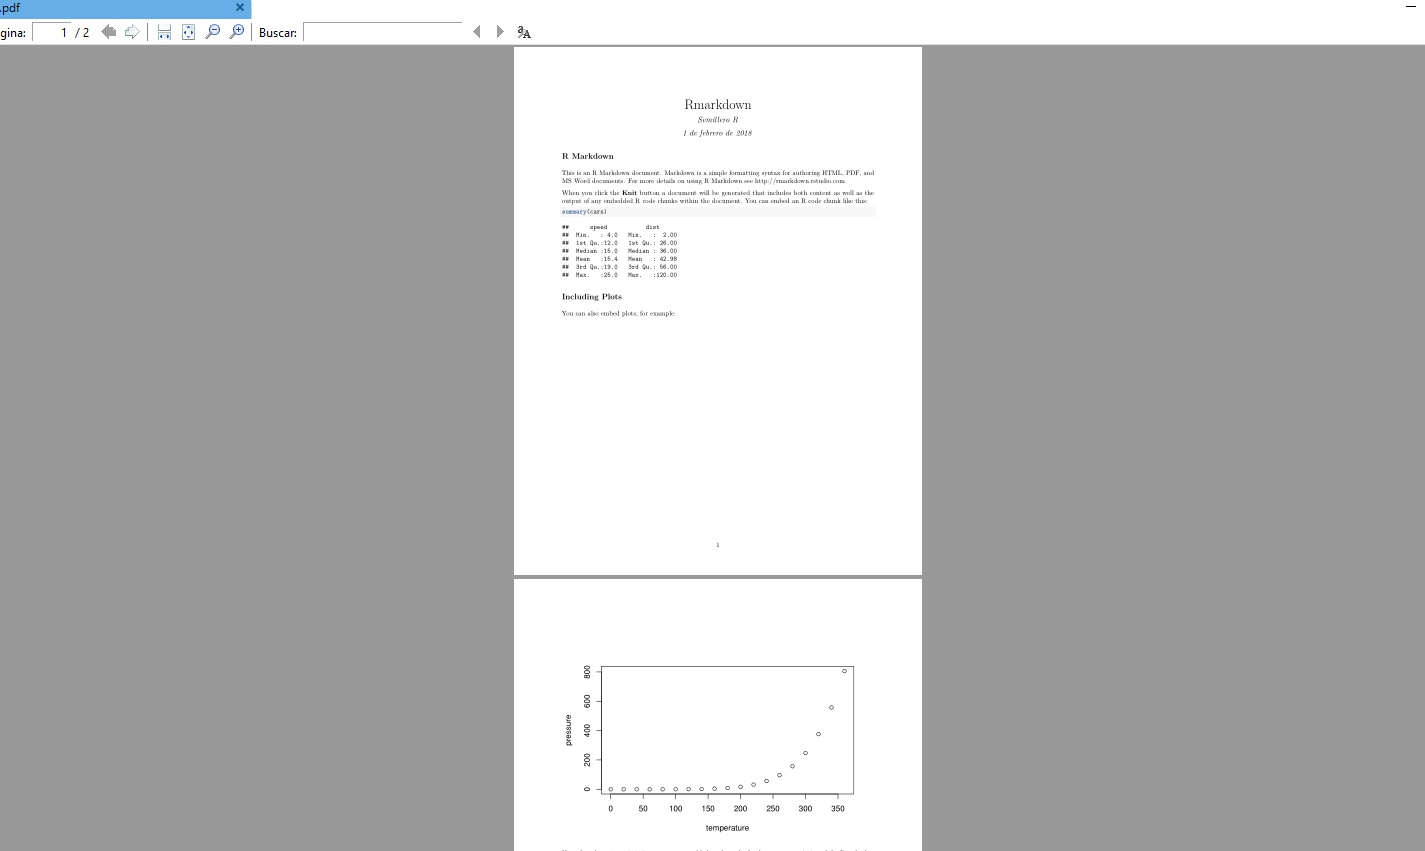 .pdf
gina: 1 / 2 Buscar:
Rmarkdown
Semillero R
1 de febrero de 2018
R Markdown
This is an R Markdown document. Markdown is a simple formatting syntax for authoring HTML, PDF, and
MS Word documents. For more details on using R Markdown see http://rmarkdown.rstudio.com.
When you click the Knit button a document will be generated that includes both content as well as the
output of any embedded R code chunks within the document. You can embed an R code chunk like this:
summary(cars)
## speed dist
## Min. : 4.0 Min. : 2.00
## 1st Qu.:12.0 1st Qu.: 26.00
## Median :15.0 Median : 36.00
## Mean :15.4 Mean : 42.98
## 3rd Qu.:19.0 3rd Qu.: 56.00
## Max. :25.0 Max. :120.00
Including Plots
You can also embed plots, for example:
1
800
600
400
200
0
pressure
0 50 100 150 200 250 300 350
temperature